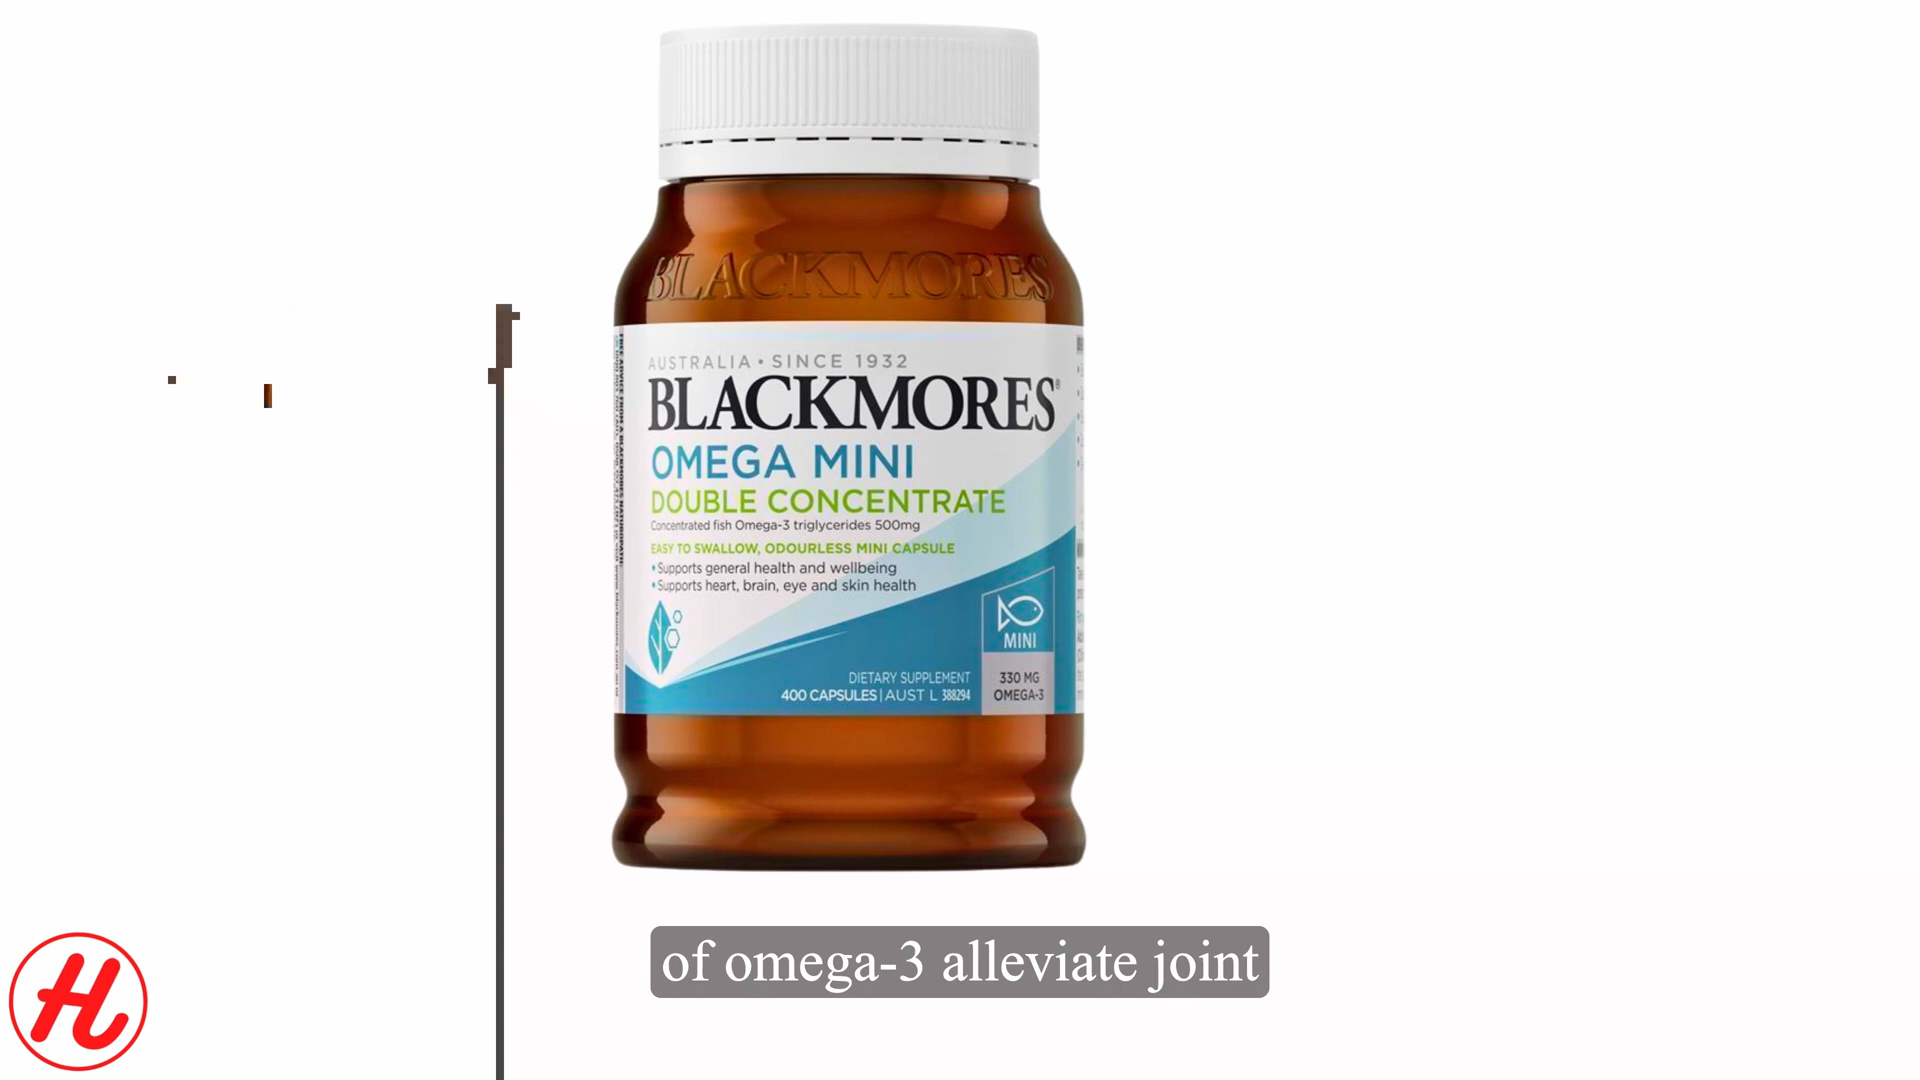 BLACKMORES
AUSTRALIA • SINCE 1932
BLACKMORES®
OMEGA MINI
DOUBLE CONCENTRATE
Concentrated fish Omega-3 triglycerides 500mg
EASY TO SWALLOW, ODOURLESS MINI CAPSULE
• Supports general health and wellbeing
• Supports heart, brain, eye and skin health
MINI
DIETARY SUPPLEMENT
400 CAPSULES | AUST L 388294
330 MG
OMEGA-3
of omega-3 alleviate joint
H